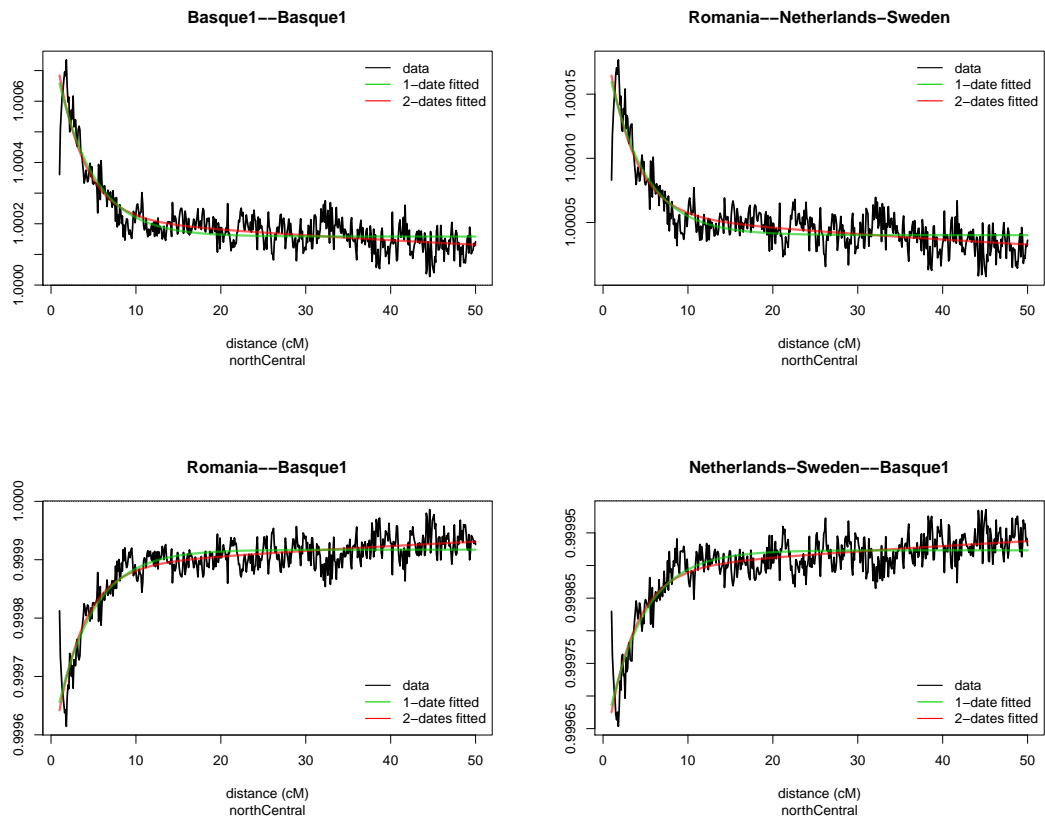 Basque1−−Basque1
1.0006
1.0004
1.0002
1.0000
data
1−date fitted
2−dates fitted
0 10 20 30 40 50
distance (cM)
northCentral
Romania−−Netherlands−Sweden
1.00015
1.00010
1.00005
data
1−date fitted
2−dates fitted
0 10 20 30 40 50
distance (cM)
northCentral
Romania−−Basque1
1.0000
0.9999
0.9998
0.9997
0.9996
data
1−date fitted
2−dates fitted
0 10 20 30 40 50
distance (cM)
northCentral
Netherlands−Sweden−−Basque1
0.99995
0.99985
0.99975
0.99965
data
1−date fitted
2−dates fitted
0 10 20 30 40 50
distance (cM)
northCentral